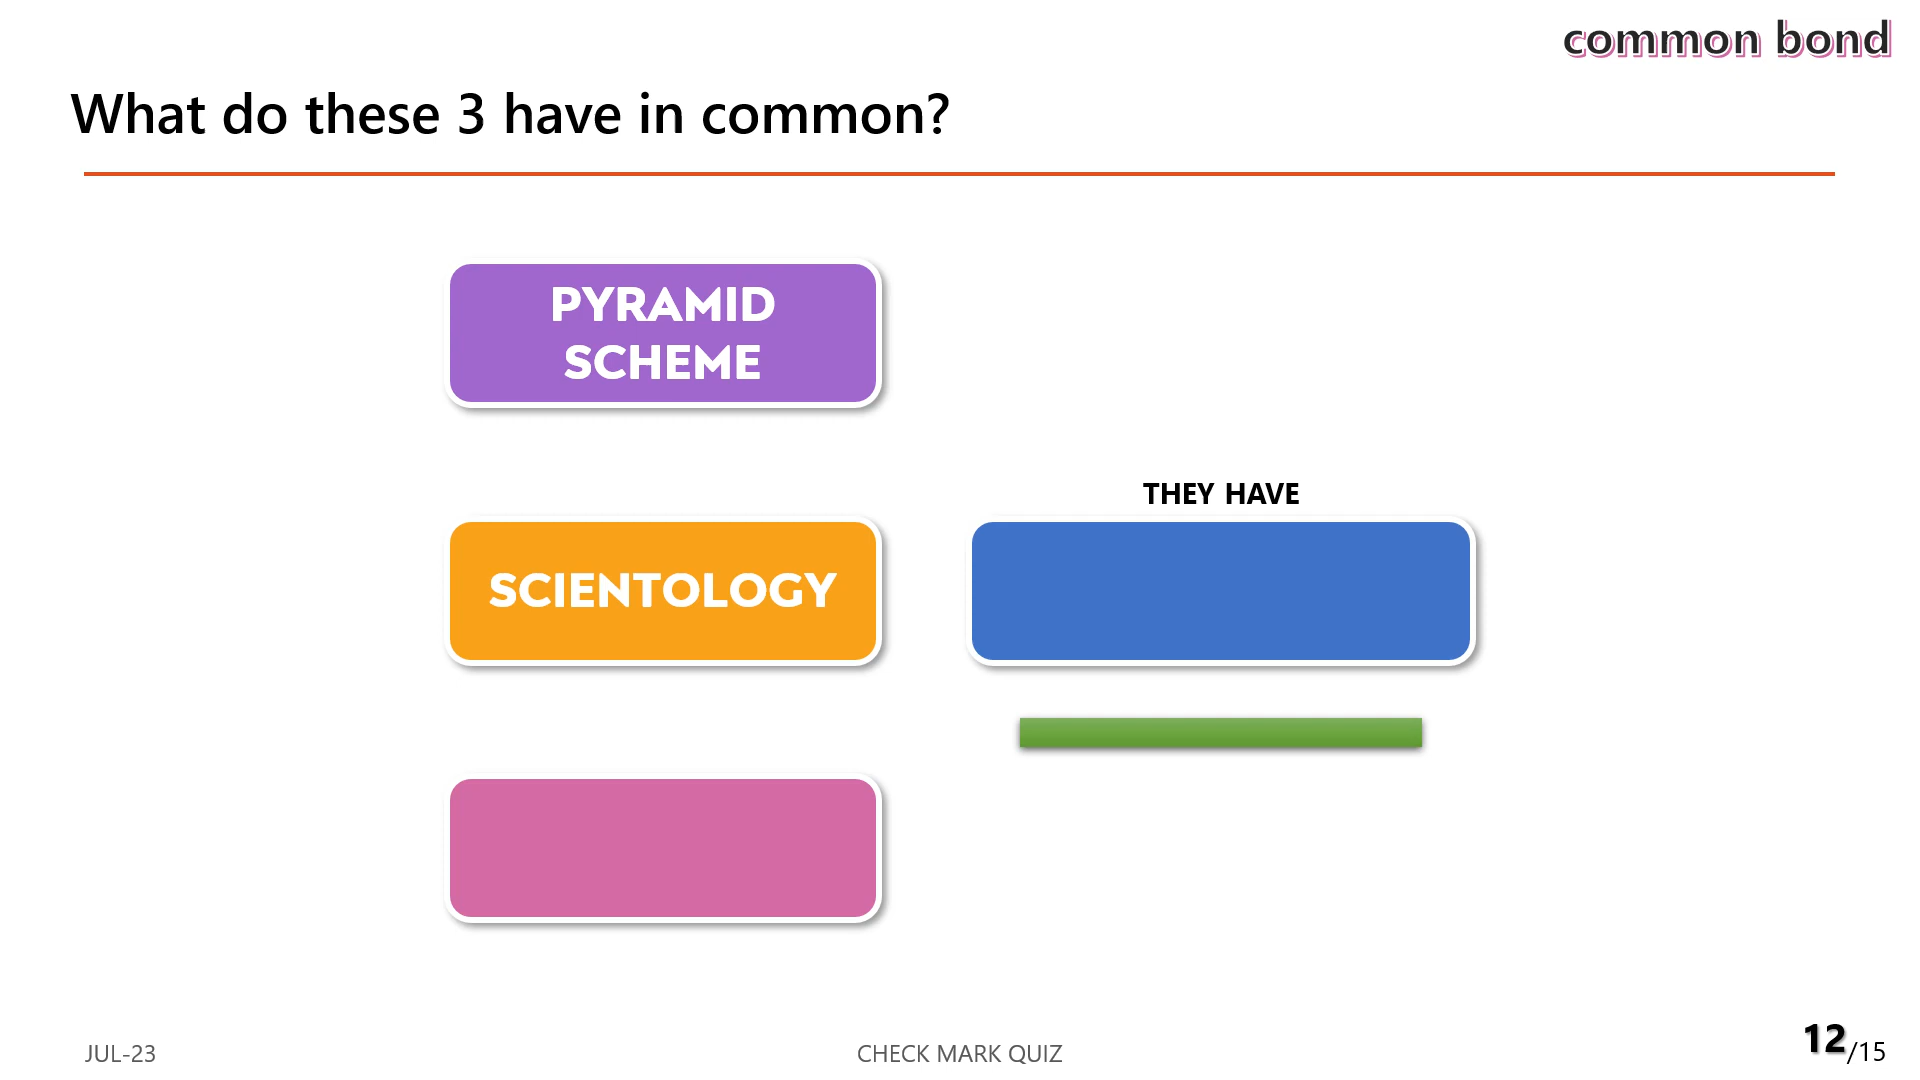 common bond
What do these 3 have in common?
PYRAMID
SCHEME
THEY HAVE
SCIENTOLOGY
JUL-23
CHECK MARK QUIZ
12/15